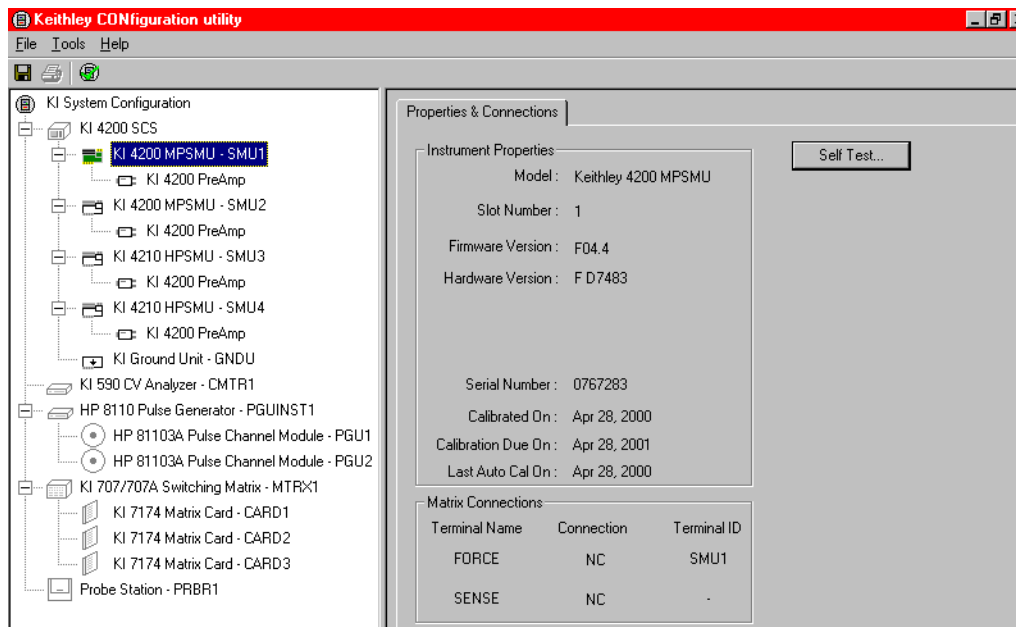 Keithley CONfiguration utility
File Tools Help
KI System Configuration
KI 4200 SCS
KI 4200 MPSMU - SMU1
KI 4200 PreAmp
KI 4200 MPSMU - SMU2
KI 4200 PreAmp
KI 4210 HPSMU - SMU3
KI 4200 PreAmp
KI 4210 HPSMU - SMU4
KI 4200 PreAmp
KI Ground Unit - GNDU
KI 590 CV Analyzer - CMTR1
HP 8110 Pulse Generator - PGUINST1
HP 81103A Pulse Channel Module - PGU1
HP 81103A Pulse Channel Module - PGU2
KI 707/707A Switching Matrix - MTRX1
KI 7174 Matrix Card - CARD1
KI 7174 Matrix Card - CARD2
KI 7174 Matrix Card - CARD3
Probe Station - PRBR1
Properties & Connections
Instrument Properties
Model : Keithley 4200 MPSMU
Slot Number : 1
Firmware Version : F04.4
Hardware Version : F D7483
Serial Number : 0767283
Calibrated On : Apr 28, 2000
Calibration Due On : Apr 28, 2001
Last Auto Cal On : Apr 28, 2000
Self Test...
Matrix Connections
Terminal Name Connection Terminal ID
FORCE NC SMU1
SENSE NC -